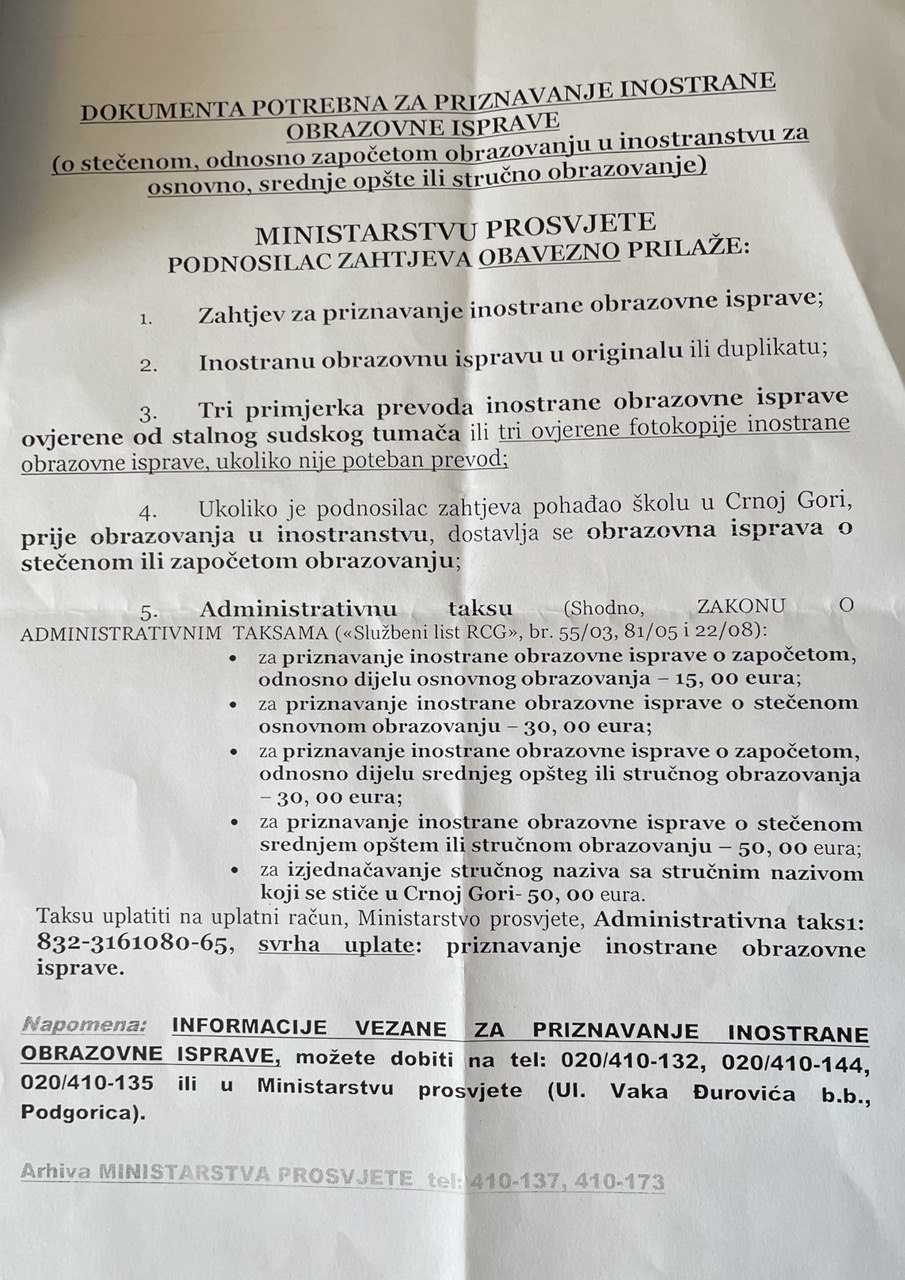 DOKUMENTA POTREBNA ZA PRIZNAVANJE INOSTRANE
OBRAZOVNE ISPRAVE
(o stečenom, odnosno započetom obrazovanju u inostranstvu za
osnovno, srednje opšte ili stručno obrazovanje)
MINISTARSTVU PROSVJETE
PODNOSILAC ZAHTJEVA OBAVEZNO PRILAŽE:
1. Zahtjev za priznavanje inostrane obrazovne isprave;
2. Inostranu obrazovnu ispravu u originalu ili duplikatu;
3. Tri primjerka prevoda inostrane obrazovne isprave
ovjerene od stalnog sudskog tumača ili tri ovjerene fotokopije inostrane
obrazovne isprave, ukoliko nije poteban prevod;
4. Ukoliko je podnosilac zahtjeva pohađao školu u Crnoj Gori,
prije obrazovanja u inostranstvu, dostavlja se obrazovna isprava o
stečenom ili započetom obrazovanju;
5. Administrativnu taksu (Shodno, ZAKONU O
ADMINISTRATIVNIM TAKSAMA («Službeni list RCG», br. 55/03, 81/05 i 22/08):
• za priznavanje inostrane obrazovne isprave o započetom,
odnosno dijelu osnovnog obrazovanja – 15, 00 eura;
• za priznavanje inostrane obrazovne isprave o stečenom
osnovnom obrazovanju – 30, 00 eura;
• za priznavanje inostrane obrazovne isprave o započetom,
odnosno dijelu srednjeg opšteg ili stručnog obrazovanja
– 30, 00 eura;
• za priznavanje inostrane obrazovne isprave o stečenom
srednjem opštem ili stručnom obrazovanju – 50, 00 eura;
• za izjednačavanje stručnog naziva sa stručnim nazivom
koji se stiče u Crnoj Gori- 50, 00 eura.
Taksu uplatiti na uplatni račun, Ministarstvo prosvjete, Administrativna taks1:
832-3161080-65, svrha uplate: priznavanje inostrane obrazovne
isprave.
Napomena: INFORMACIJE VEZANE ZA PRIZNAVANJE INOSTRANE
OBRAZOVNE ISPRAVE, možete dobiti na tel: 020/410-132, 020/410-144,
020/410-135 ili u Ministarstvu prosvjete (Ul. Vaka Đurovića b.b.,
Podgorica).
Arhiva MINISTARSTVA PROSVJETE tel: 410-137, 410-173